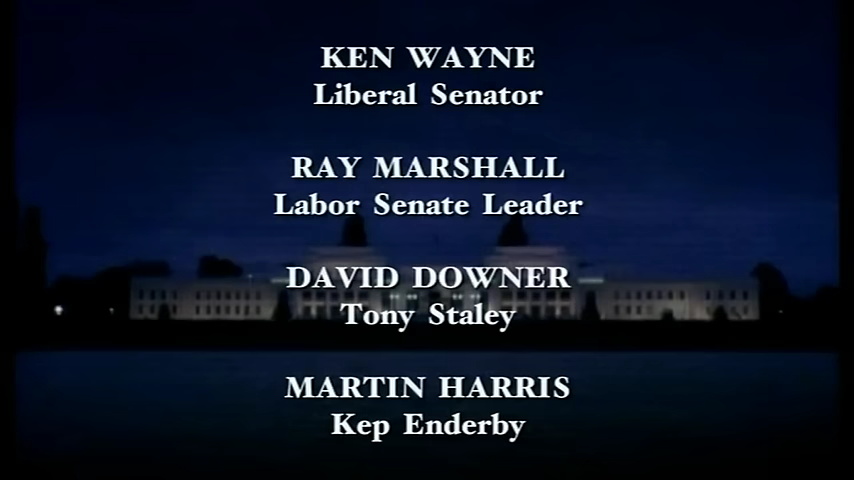 KEN WAYNE
Liberal Senator
RAY MARSHALL
Labor Senate Leader
DAVID DOWNER
Tony Staley
MARTIN HARRIS
Kep Enderby